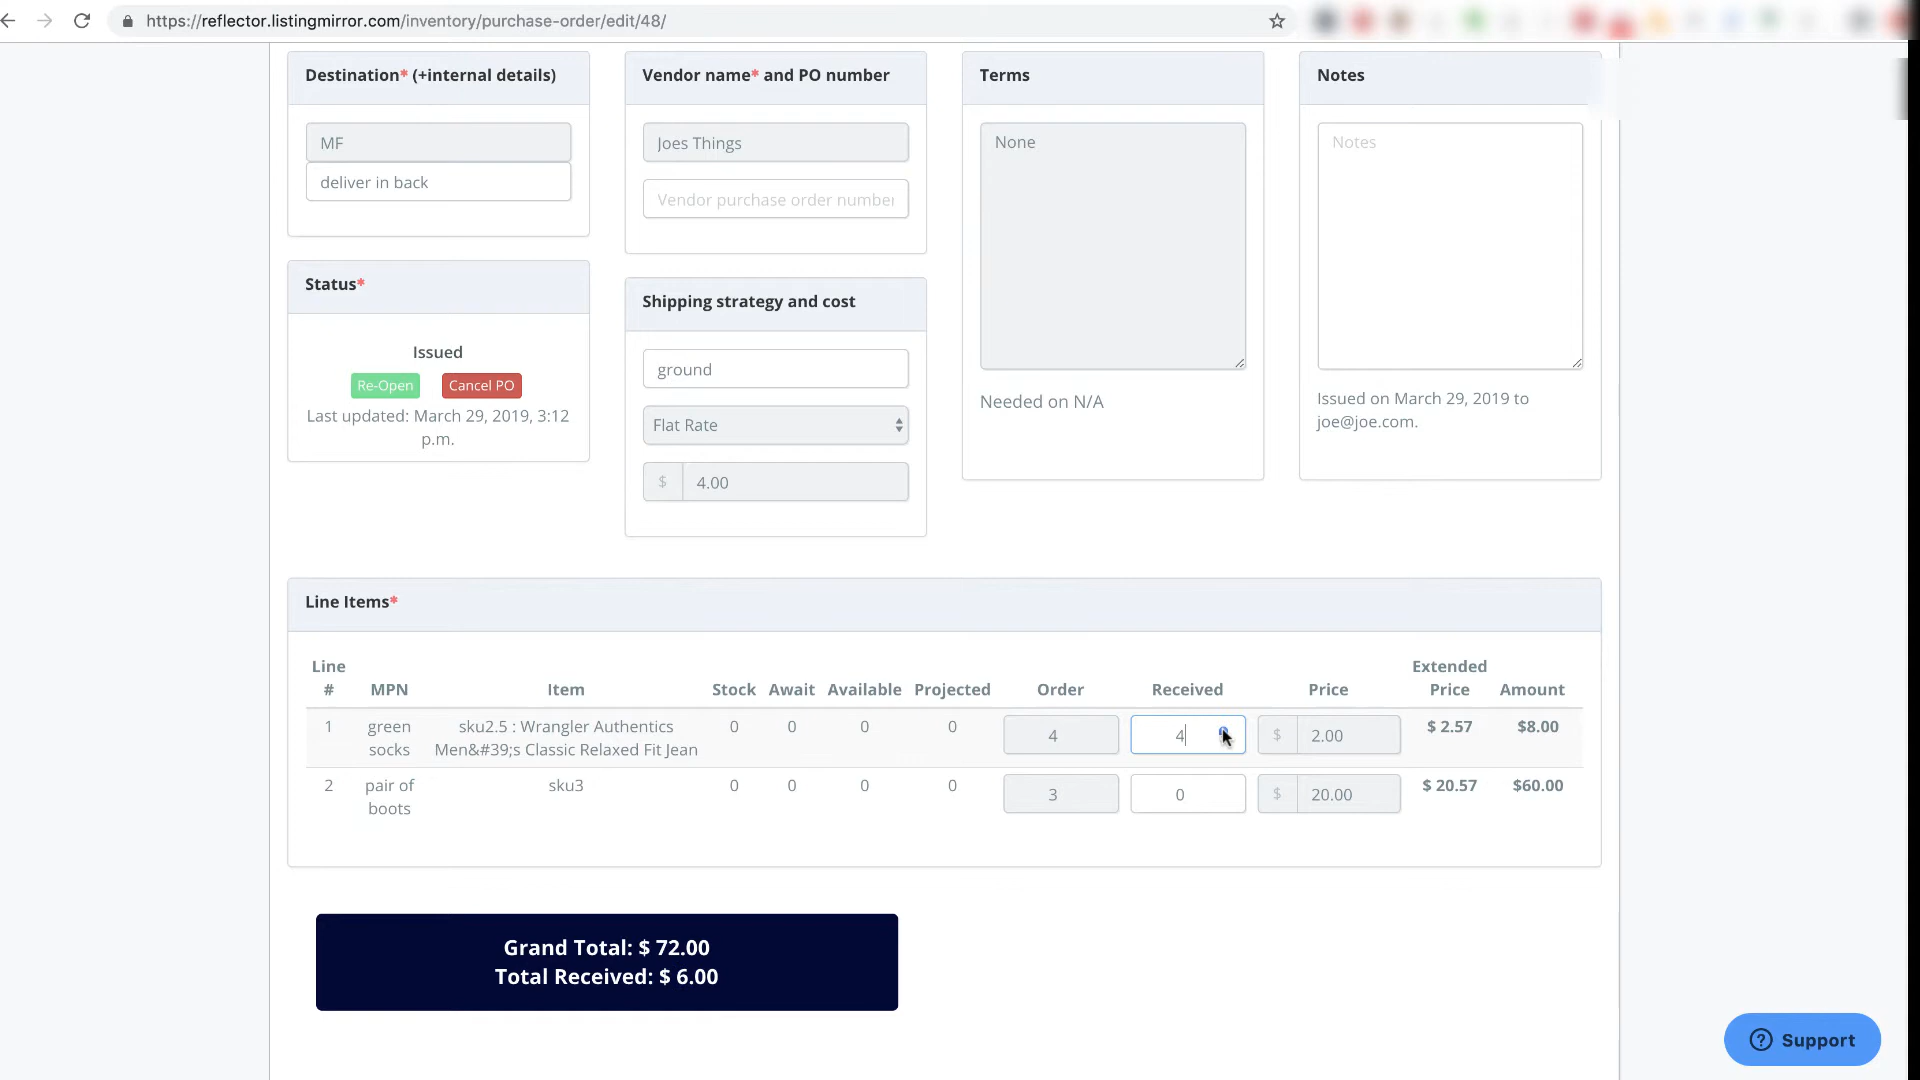 https://reflector.listingmirror.com/inventory/purchase-order/edit/48/
Destination* (+internal details)
MF
deliver in back
Vendor name* and PO number
Joes Things
Vendor purchase order number
Terms
None
Needed on N/A
Notes
Notes
Issued on March 29, 2019 to
joe@joe.com.
Status*
Issued
Re-Open
Cancel PO
Last updated: March 29, 2019, 3:12
p.m.
Shipping strategy and cost
ground
Flat Rate
$ 4.00
Line Items*
Line # MPN Item Stock Await Available Projected Order Received Price Extended Price Amount
1 green socks sku2.5 : Wrangler Authentics Men&#39;s Classic Relaxed Fit Jean 0 0 0 0 4 4 $ 2.00 $ 2.57 $8.00
2 pair of boots sku3 0 0 0 0 3 0 $ 20.00 $ 20.57 $60.00
Grand Total: $ 72.00
Total Received: $ 6.00
? Support